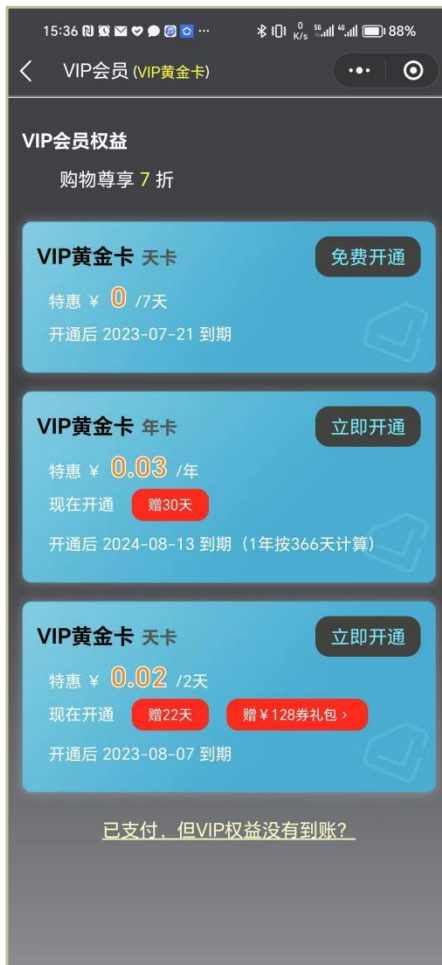 15:36 ··· 0 K/s 5G 4G 88%
VIP会员 (VIP黄金卡)
VIP会员权益
购物尊享 7 折
VIP黄金卡 天卡 免费开通
特惠 ¥ 0 /7天
开通后 2023-07-21 到期
VIP黄金卡 年卡 立即开通
特惠 ¥ 0.03 /年
现在开通 赠30天
开通后 2024-08-13 到期（1年按366天计算）
VIP黄金卡 天卡 立即开通
特惠 ¥ 0.02 /2天
现在开通 赠22天 赠¥128券礼包 ›
开通后 2023-08-07 到期
已支付，但VIP权益没有到账？